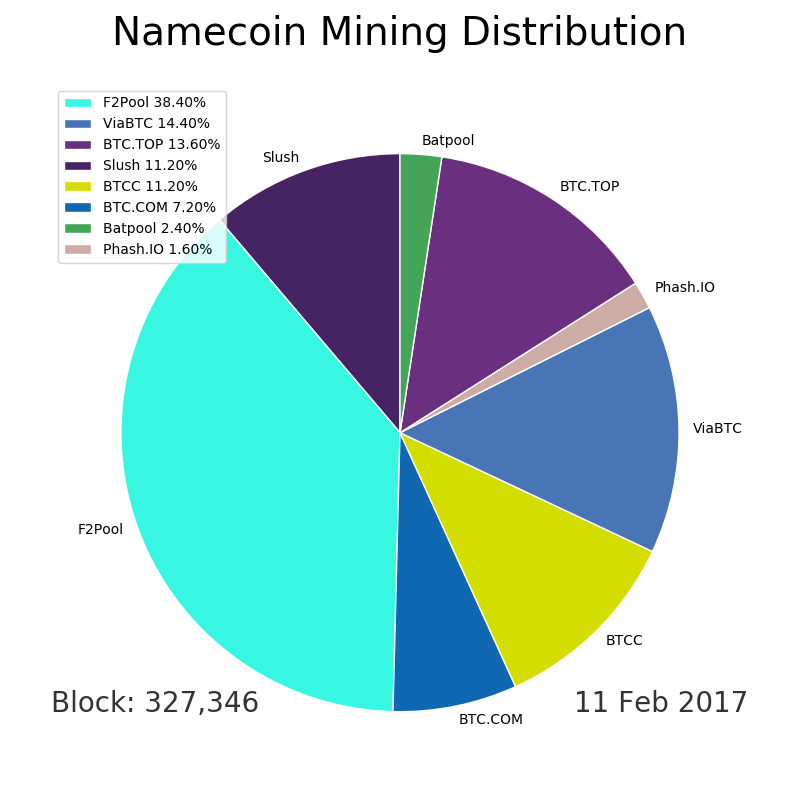 Namecoin Mining Distribution
F2Pool 38.40%
ViaBTC 14.40%
BTC.TOP 13.60%
Slush 11.20%
BTCC 11.20%
BTC.COM 7.20%
Batpool 2.40%
Phash.IO 1.60%
Batpool
Slush
BTC.TOP
Phash.IO
ViaBTC
F2Pool
BTCC
BTC.COM
Block: 327,346
11 Feb 2017